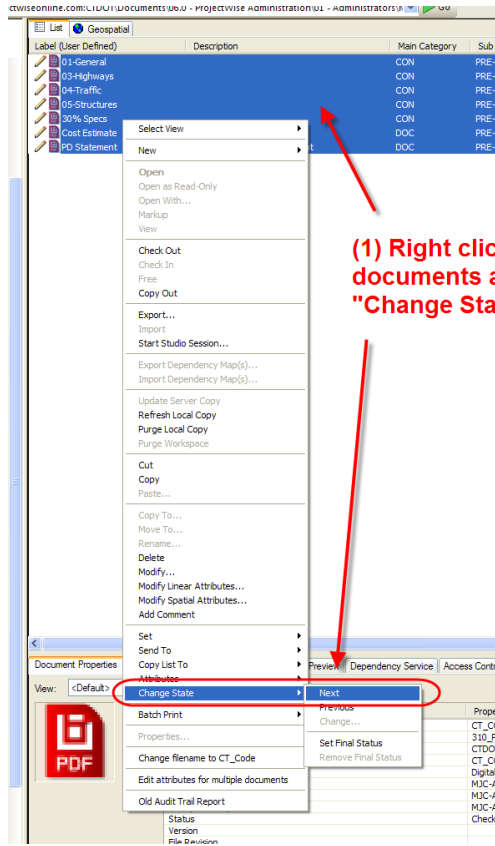 ctwiseonline.com:CTDOT\Documents\06.0 - ProjectWise Administration\01 - Administrators\ Go
List Geospatial
Label (User Defined) Description Main Category Sub
01-General CON PRE-
03-Highways CON PRE-
04-Traffic CON PRE-
05-Structures CON PRE-
30% Specs CON PRE-
Cost Estimate DOC PRE-
PD Statement DOC PRE-
Select View
New
Open
Open as Read-Only
Open With...
Markup
View
Check Out
Check In
Free
Copy Out
(1) Right clic
documents a
"Change Sta
Export...
Import
Start Studio Session...
Export Dependency Map(s)...
Import Dependency Map(s)...
Update Server Copy
Refresh Local Copy
Purge Local Copy
Purge Workspace
Cut
Copy
Paste...
Copy To...
Move To...
Rename...
Delete
Modify...
Modify Linear Attributes...
Modify Spatial Attributes...
Add Comment
Set
Send To
Copy List To
Attributes
Change State
Batch Print
Properties...
Change filename to CT_Code
Edit attributes for multiple documents
Old Audit Trail Report
Next
Previous
Change...
Set Final Status
Remove Final Status
Document Properties Preview Dependency Service Access Contr
View: <Default>
PDF
Prope
CT_CO
310_P
CTDO
CT_CO
Digital
MJC-A
MJC-A
MJC-A
Status Check
Version
File Revision